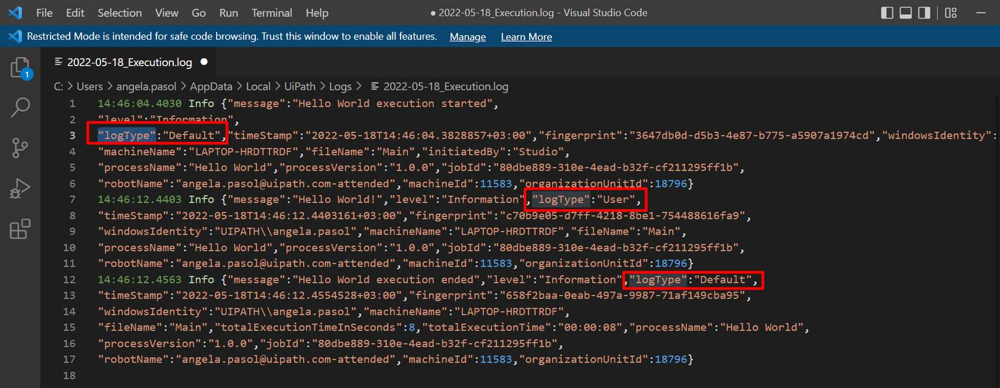 File Edit Selection View Go Run Terminal Help ● 2022-05-18_Execution.log - Visual Studio Code
Restricted Mode is intended for safe code browsing. Trust this window to enable all features. Manage Learn More
2022-05-18_Execution.log ●
1
C: > Users > angela.pasol > AppData > Local > UiPath > Logs > 2022-05-18_Execution.log
1 14:46:04.4030 Info {"message":"Hello World execution started",
2 "level":"Information",
3 "logType":"Default","timeStamp":"2022-05-18T14:46:04.3828857+03:00","fingerprint":"3647db0d-d5b3-4e87-b775-a5907a1974cd","windowsIdentity":
4 "machineName":"LAPTOP-HRDTTRDF","fileName":"Main","initiatedBy":"Studio",
5 "processName":"Hello World","processVersion":"1.0.0","jobId":"80dbe889-310e-4ead-b32f-cf211295ff1b",
6 "robotName":"angela.pasol@uipath.com-attended","machineId":11583,"organizationUnitId":18796}
7 14:46:12.4403 Info {"message":"Hello World!","level":"Information","logType":"User",
8 "timeStamp":"2022-05-18T14:46:12.4403161+03:00","fingerprint":"c70b9e05-d7ff-4218-8be1-754488616fa9",
9 "windowsIdentity":"UIPATH\\angela.pasol","machineName":"LAPTOP-HRDTTRDF","fileName":"Main",
10 "processName":"Hello World","processVersion":"1.0.0","jobId":"80dbe889-310e-4ead-b32f-cf211295ff1b",
11 "robotName":"angela.pasol@uipath.com-attended","machineId":11583,"organizationUnitId":18796}
12 14:46:12.4563 Info {"message":"Hello World execution ended","level":"Information","logType":"Default",
13 "timeStamp":"2022-05-18T14:46:12.4554528+03:00","fingerprint":"658f2baa-0eab-497a-9987-71af149cba95",
14 "windowsIdentity":"UIPATH\\angela.pasol","machineName":"LAPTOP-HRDTTRDF",
15 "fileName":"Main","totalExecutionTimeInSeconds":8,"totalExecutionTime":"00:00:08","processName":"Hello World",
16 "processVersion":"1.0.0","jobId":"80dbe889-310e-4ead-b32f-cf211295ff1b",
17 "robotName":"angela.pasol@uipath.com-attended","machineId":11583,"organizationUnitId":18796}
18